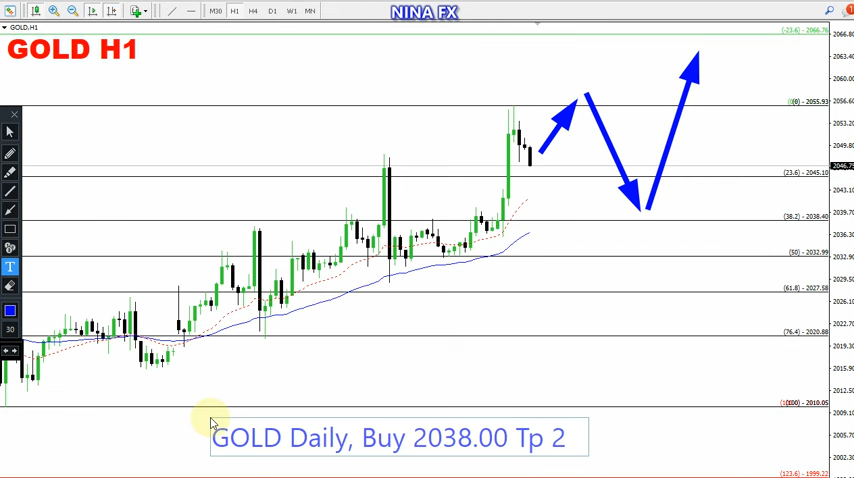 M30 H1 H4 D1 W1 MN
NINA FX
GOLD,H1
GOLD H1
(-23.6) - 2066.76
2066.80
2063.40
2060.00
(0) - 2055.93
2056.60
2053.20
2049.80
2046.75
(23.6) - 2045.10
2043.10
2039.70
(38.2) - 2038.40
2036.30
(50) - 2032.99
2032.90
2029.50
(61.8) - 2027.58
2026.10
2022.70
(76.4) - 2020.88
2019.30
2015.90
2012.50
(100) - 2010.05
2009.10
2005.70
2002.30
(123.6) - 1999.22
T
30
GOLD Daily, Buy 2038.00 Tp 2